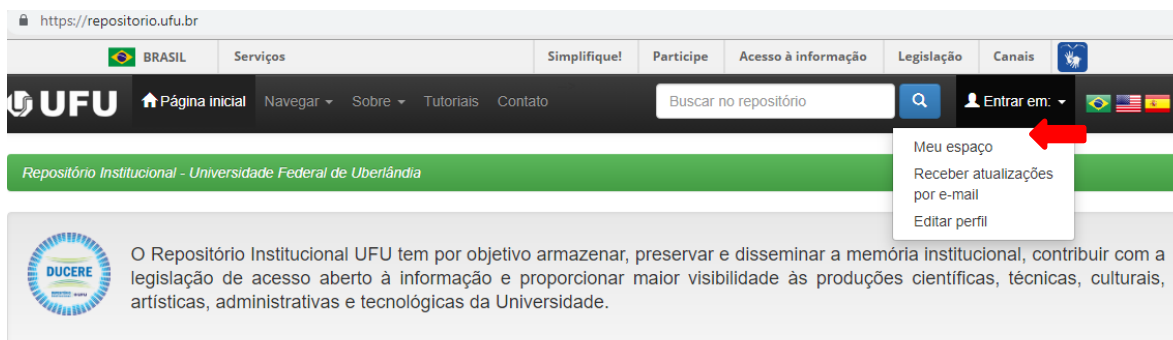 https://repositorio.ufu.br
BRASIL Serviços Simplifique! Participe Acesso à informação Legislação Canais
UFU Página inicial Navegar Sobre Tutoriais Contato Buscar no repositório Entrar em:
Meu espaço
Receber atualizações
por e-mail
Editar perfil
Repositório Institucional - Universidade Federal de Uberlândia
DUCERE
O Repositório Institucional UFU tem por objetivo armazenar, preservar e disseminar a memória institucional, contribuir com a
legislação de acesso aberto à informação e proporcionar maior visibilidade às produções científicas, técnicas, culturais,
artísticas, administrativas e tecnológicas da Universidade.